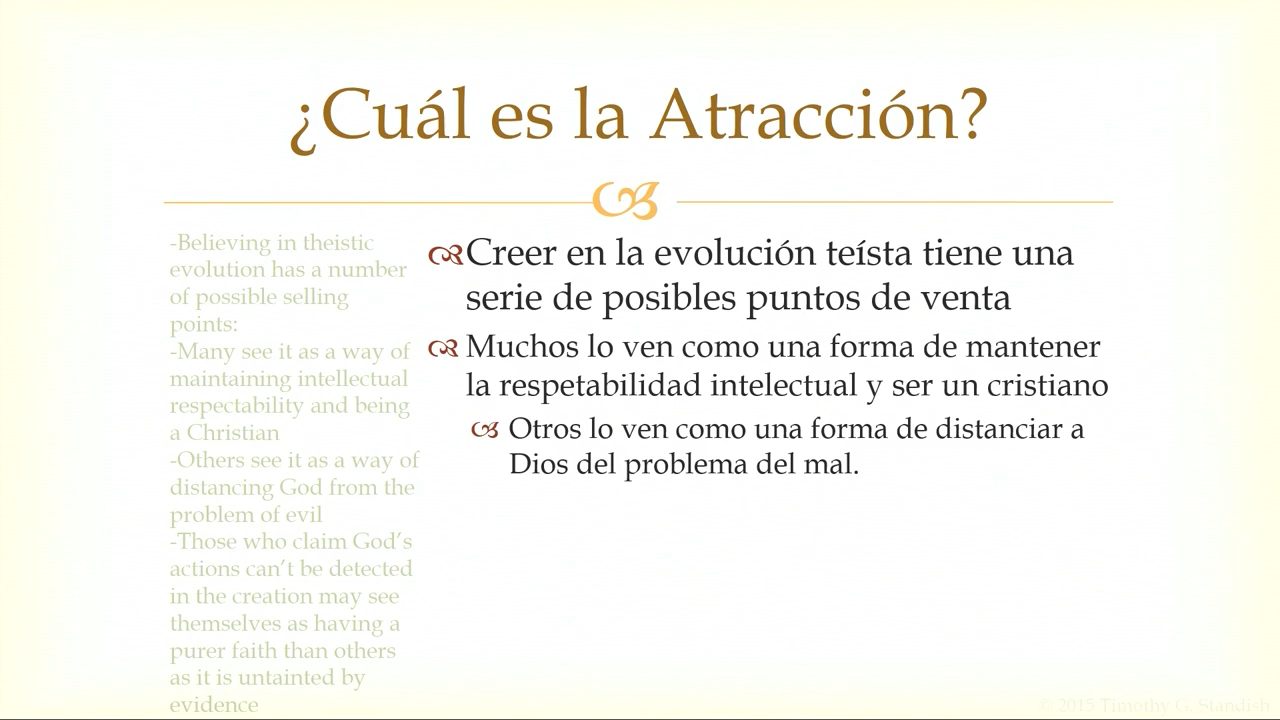 ¿Cuál es la Atracción?
-Believing in theistic
evolution has a number
of possible selling
points:
-Many see it as a way of
maintaining intellectual
respectability and being
a Christian
-Others see it as a way of
distancing God from the
problem of evil
-Those who claim God’s
actions can’t be detected
in the creation may see
themselves as having a
purer faith than others
as it is untainted by
evidence
Creer en la evolución teísta tiene una
serie de posibles puntos de venta
Muchos lo ven como una forma de mantener
la respetabilidad intelectual y ser un cristiano
Otros lo ven como una forma de distanciar a
Dios del problema del mal.
© 2015 Timothy G. Standish